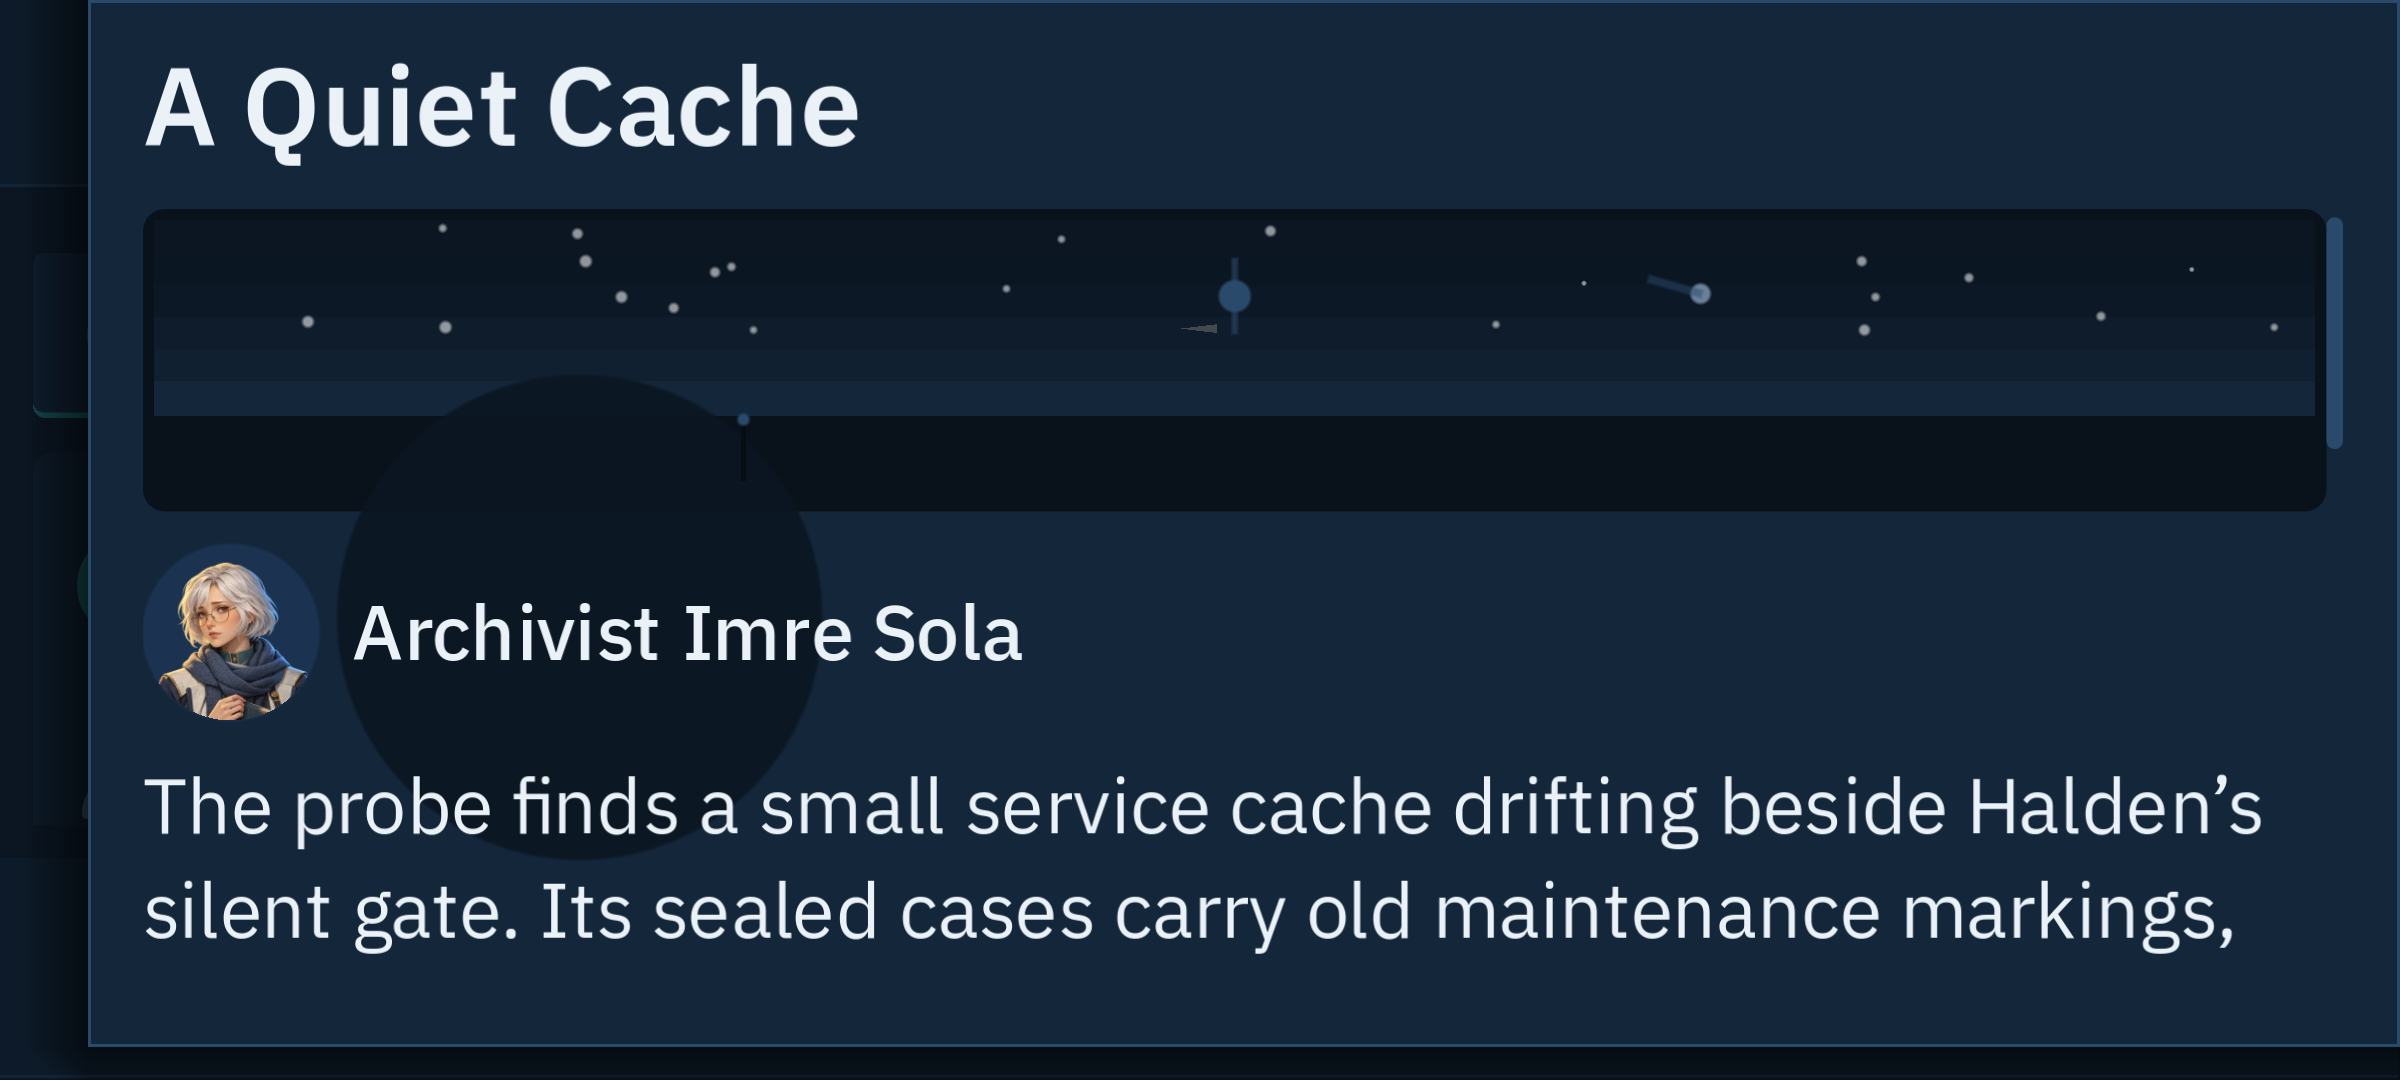 A Quiet Cache
Archivist Imre Sola
The probe finds a small service cache drifting beside Halden’s
silent gate. Its sealed cases carry old maintenance markings,